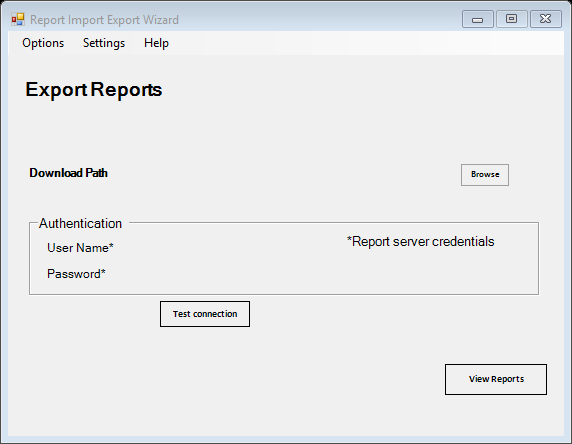 Report Import Export Wizard
Options Settings Help
Export Reports
Download Path Browse
Authentication
User Name* *Report server credentials
Password*
Test connection
View Reports